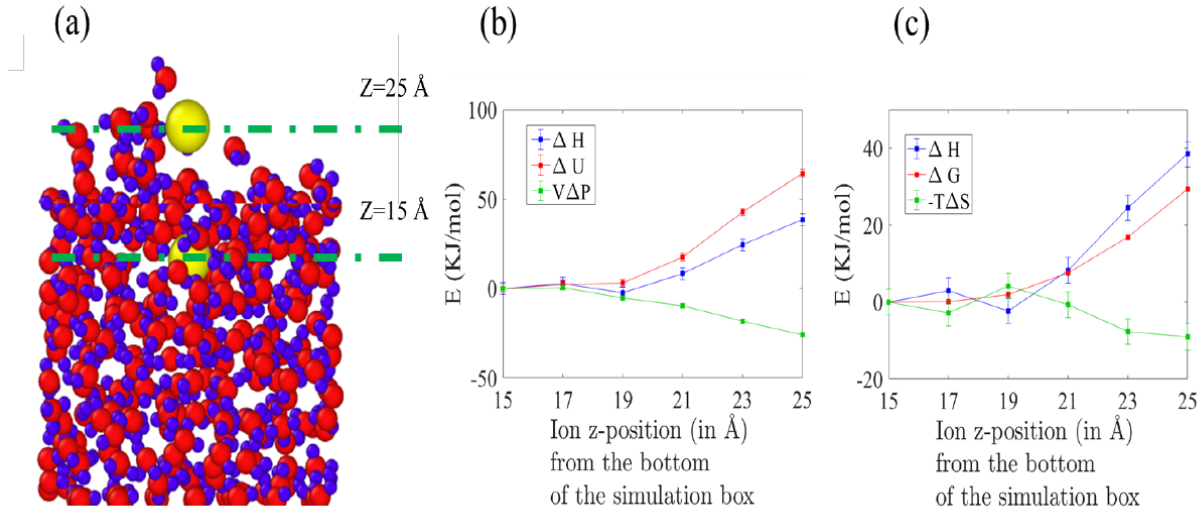 (a)
Z=25 Å
Z=15 Å
(b)
100
50
0
-50
E (KJ/mol)
Δ H
Δ U
VΔP
15 17 19 21 23 25
Ion z-position (in Å)
from the bottom
of the simulation box
(c)
40
20
0
-20
E (KJ/mol)
Δ H
Δ G
-TΔS
15 17 19 21 23 25
Ion z-position (in Å)
from the bottom
of the simulation box